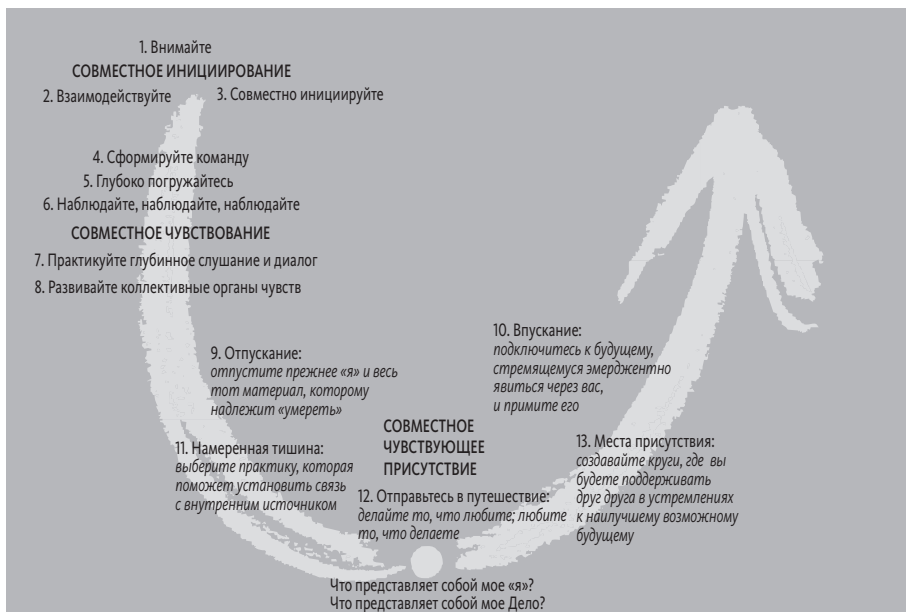 1. Внимайте
СОВМЕСТНОЕ ИНИЦИИРОВАНИЕ
2. Взаимодействуйте
3. Совместно инициируйте
4. Сформируйте команду
5. Глубоко погружайтесь
6. Наблюдайте, наблюдайте, наблюдайте
СОВМЕСТНОЕ ЧУВСТВОВАНИЕ
7. Практикуйте глубинное слушание и диалог
8. Развивайте коллективные органы чувств
9. Отпускание:
отпустите прежнее «я» и весь
тот материал, которому
надлежит «умереть»
10. Впускание:
подключитесь к будущему,
стремящемуся эмерджентно
явиться через вас,
и примите его
СОВМЕСТНОЕ
ЧУВСТВУЮЩЕЕ
ПРИСУТСТВИЕ
11. Намеренная тишина:
выберите практику, которая
поможет установить связь
с внутренним источником
12. Отправьтесь в путешествие:
делайте то, что любите; любите
то, что делаете
13. Места присутствия:
создавайте круги, где вы
будете поддерживать
друг друга в устремлениях
к наилучшему возможному
будущему
Что представляет собой мое «я»?
Что представляет собой мое Дело?